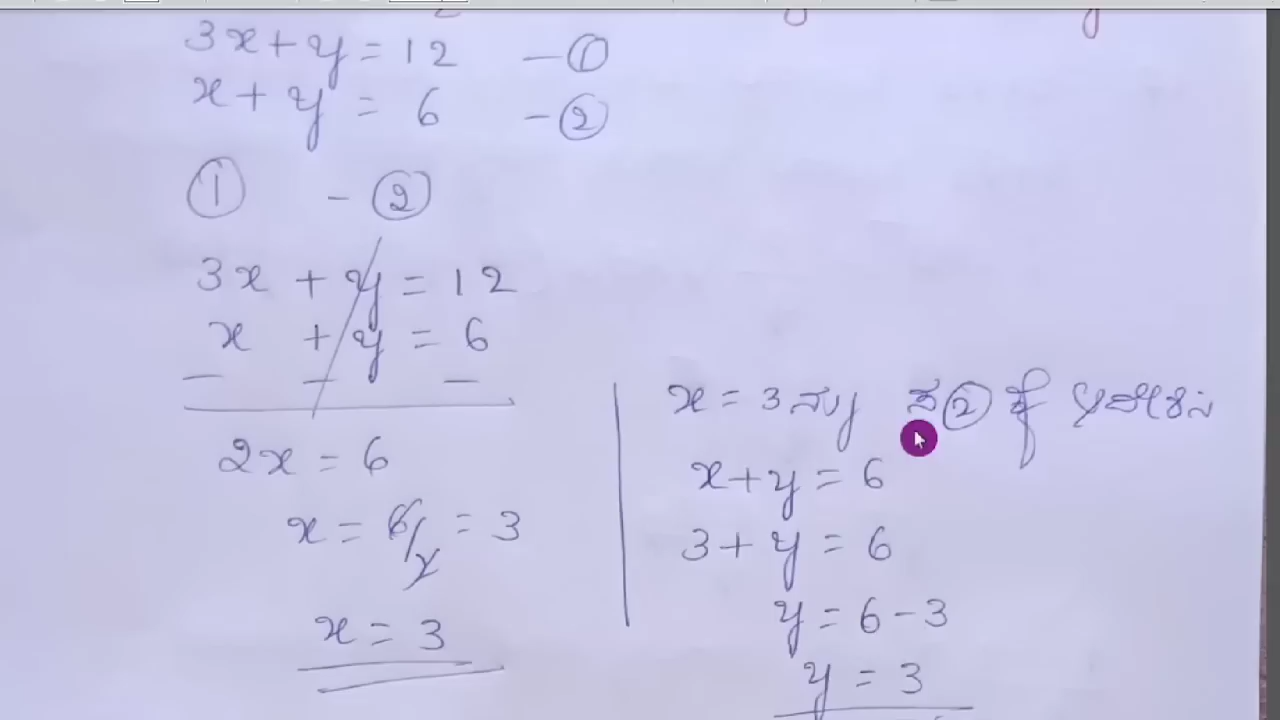 3x + y = 12 — ①
x + y = 6 — ②
① - ②
3x + y = 12
x + y = 6
— — —
2x = 6
x = 6/2 = 3
x = 3
x = 3 ನ್ನು ಸ ② ಕ್ಕೆ
x + y = 6
3 + y = 6
y = 6 - 3
y = 3